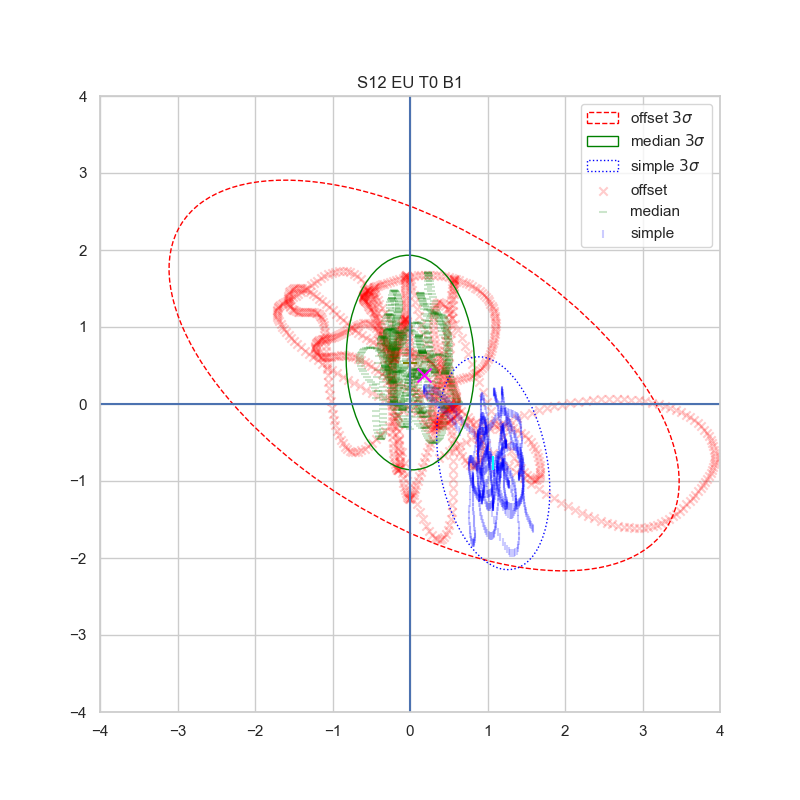 S12 EU T0 B1
offset 3σ
median 3σ
simple 3σ
offset
median
simple
4
3
2
1
0
−1
−2
−3
−4
−4 −3 −2 −1 0 1 2 3 4